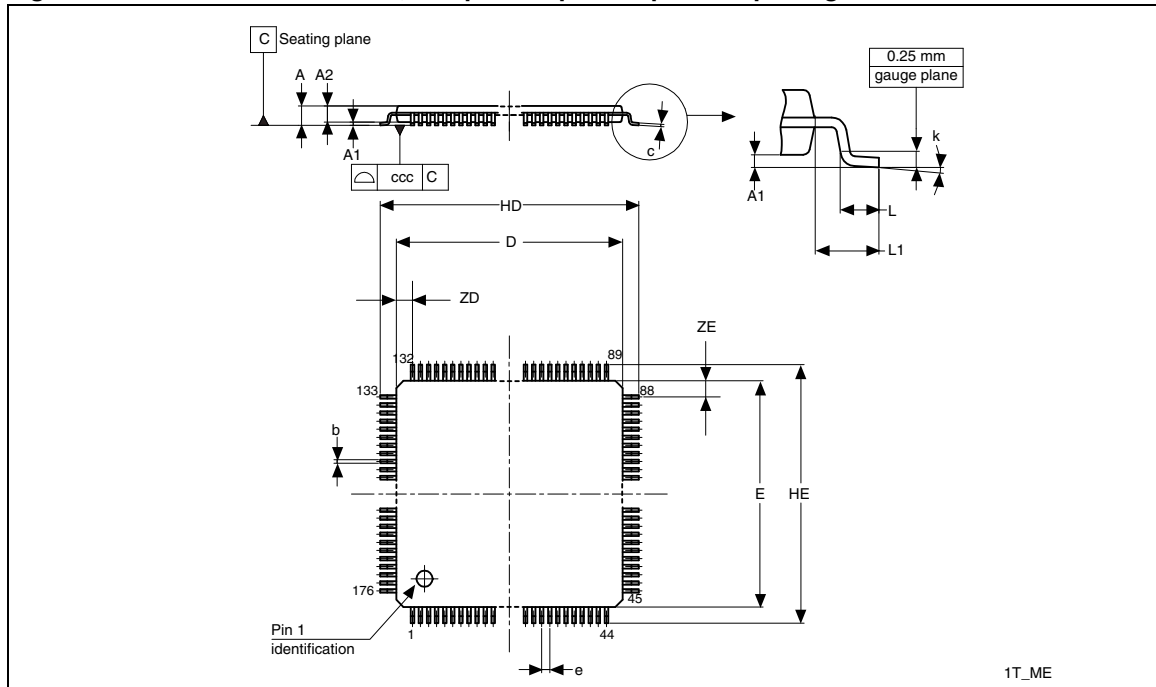 C Seating plane
A A2
0.25 mm
gauge plane
k
c
A1
A1
ccc C
L
L1
HD
D
ZD
ZE
132
89
133
88
b
E
HE
176
45
Pin 1
identification
1
44
e
1T_ME